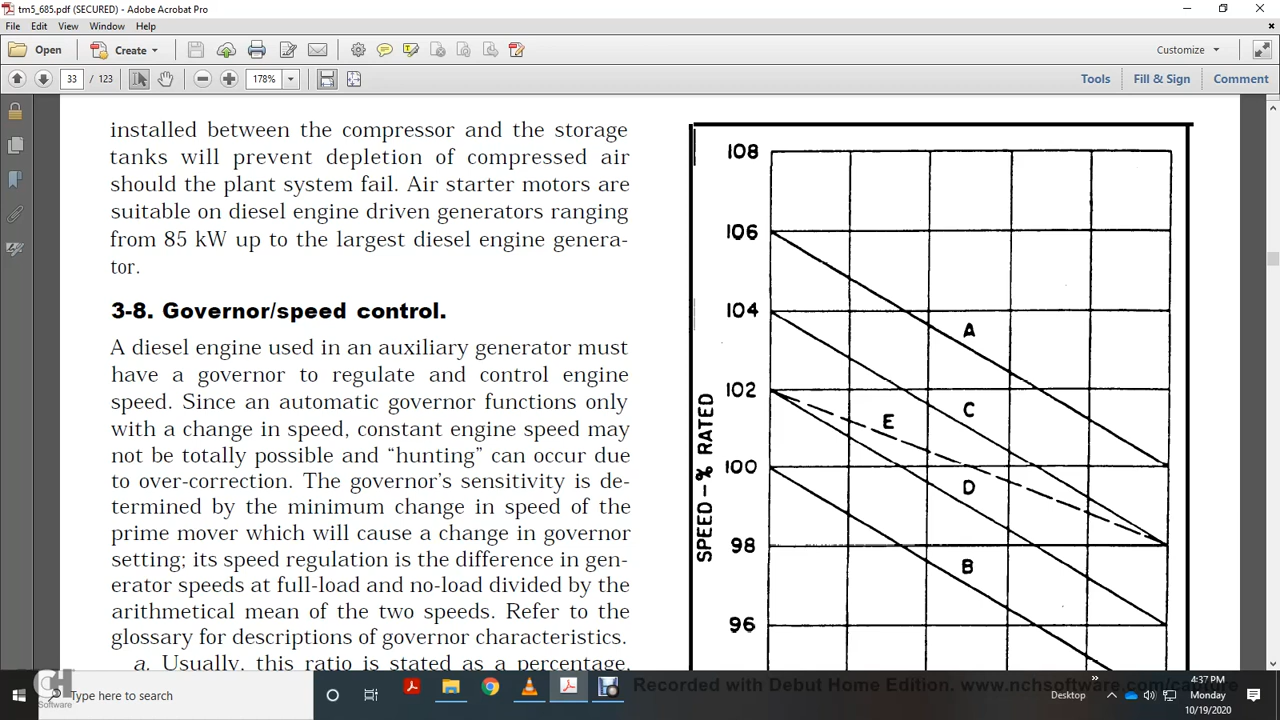 tm5_685.pdf (SECURED) - Adobe Acrobat Pro
File Edit View Window Help
Open Create Customize
33 / 123 178% Tools Fill & Sign Comment
installed between the compressor and the storage
tanks will prevent depletion of compressed air
should the plant system fail. Air starter motors are
suitable on diesel engine driven generators ranging
from 85 kW up to the largest diesel engine genera-
tor.
3-8. Governor/speed control.
A diesel engine used in an auxiliary generator must
have a governor to regulate and control engine
speed. Since an automatic governor functions only
with a change in speed, constant engine speed may
not be totally possible and “hunting” can occur due
to over-correction. The governor’s sensitivity is de-
termined by the minimum change in speed of the
prime mover which will cause a change in governor
setting; its speed regulation is the difference in gen-
erator speeds at full-load and no-load divided by the
arithmetical mean of the two speeds. Refer to the
glossary for descriptions of governor characteristics.
a. Usually, this ratio is stated as a percentage,
108
106
104
102
100
98
96
SPEED-% RATED
A
C
E
D
B
CH
Software
Type here to search
Recorded with Debut Home Edition. www.nchsoftware.com/capture
Desktop
4:37 PM
Monday
10/19/2020